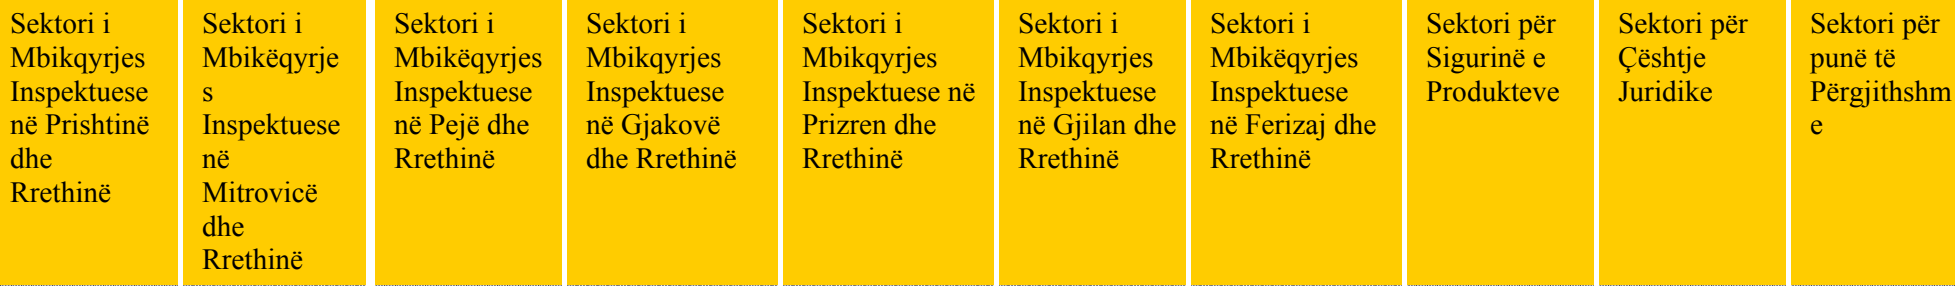 Sektori i
Mbikqyrjes
Inspektuese
në Prishtinë
dhe
Rrethinë
Sektori i
Mbikëqyrje
s
Inspektuese
në
Mitrovicë
dhe
Rrethinë
Sektori i
Mbikëqyrjes
Inspektuese
në Pejë dhe
Rrethinë
Sektori i
Mbikqyrjes
Inspektuese
në Gjakovë
dhe Rrethinë
Sektori i
Mbikqyrjes
Inspektuese në
Prizren dhe
Rrethinë
Sektori i
Mbikqyrjes
Inspektuese
në Gjilan dhe
Rrethinë
Sektori i
Mbikëqyrjes
Inspektuese
në Ferizaj dhe
Rrethinë
Sektori për
Sigurinë e
Produkteve
Sektori për
Çështje
Juridike
Sektori për
punë të
Përgjithshm
e